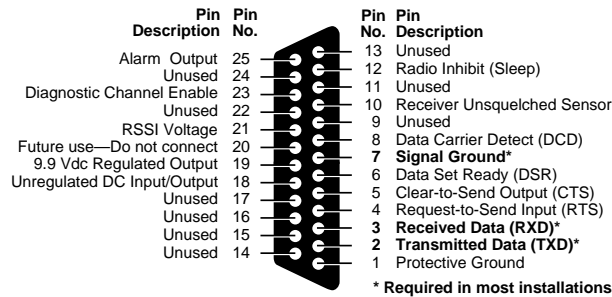 Pin Pin
Description No.
Alarm Output 25
Unused 24
Diagnostic Channel Enable 23
Unused 22
RSSI Voltage 21
Future use—Do not connect 20
9.9 Vdc Regulated Output 19
Unregulated DC Input/Output 18
Unused 17
Unused 16
Unused 15
Unused 14
Pin Pin
No. Description
13 Unused
12 Radio Inhibit (Sleep)
11 Unused
10 Receiver Unsquelched Sensor
9 Unused
8 Data Carrier Detect (DCD)
7 Signal Ground*
6 Data Set Ready (DSR)
5 Clear-to-Send Output (CTS)
4 Request-to-Send Input (RTS)
3 Received Data (RXD)*
2 Transmitted Data (TXD)*
1 Protective Ground
* Required in most installations